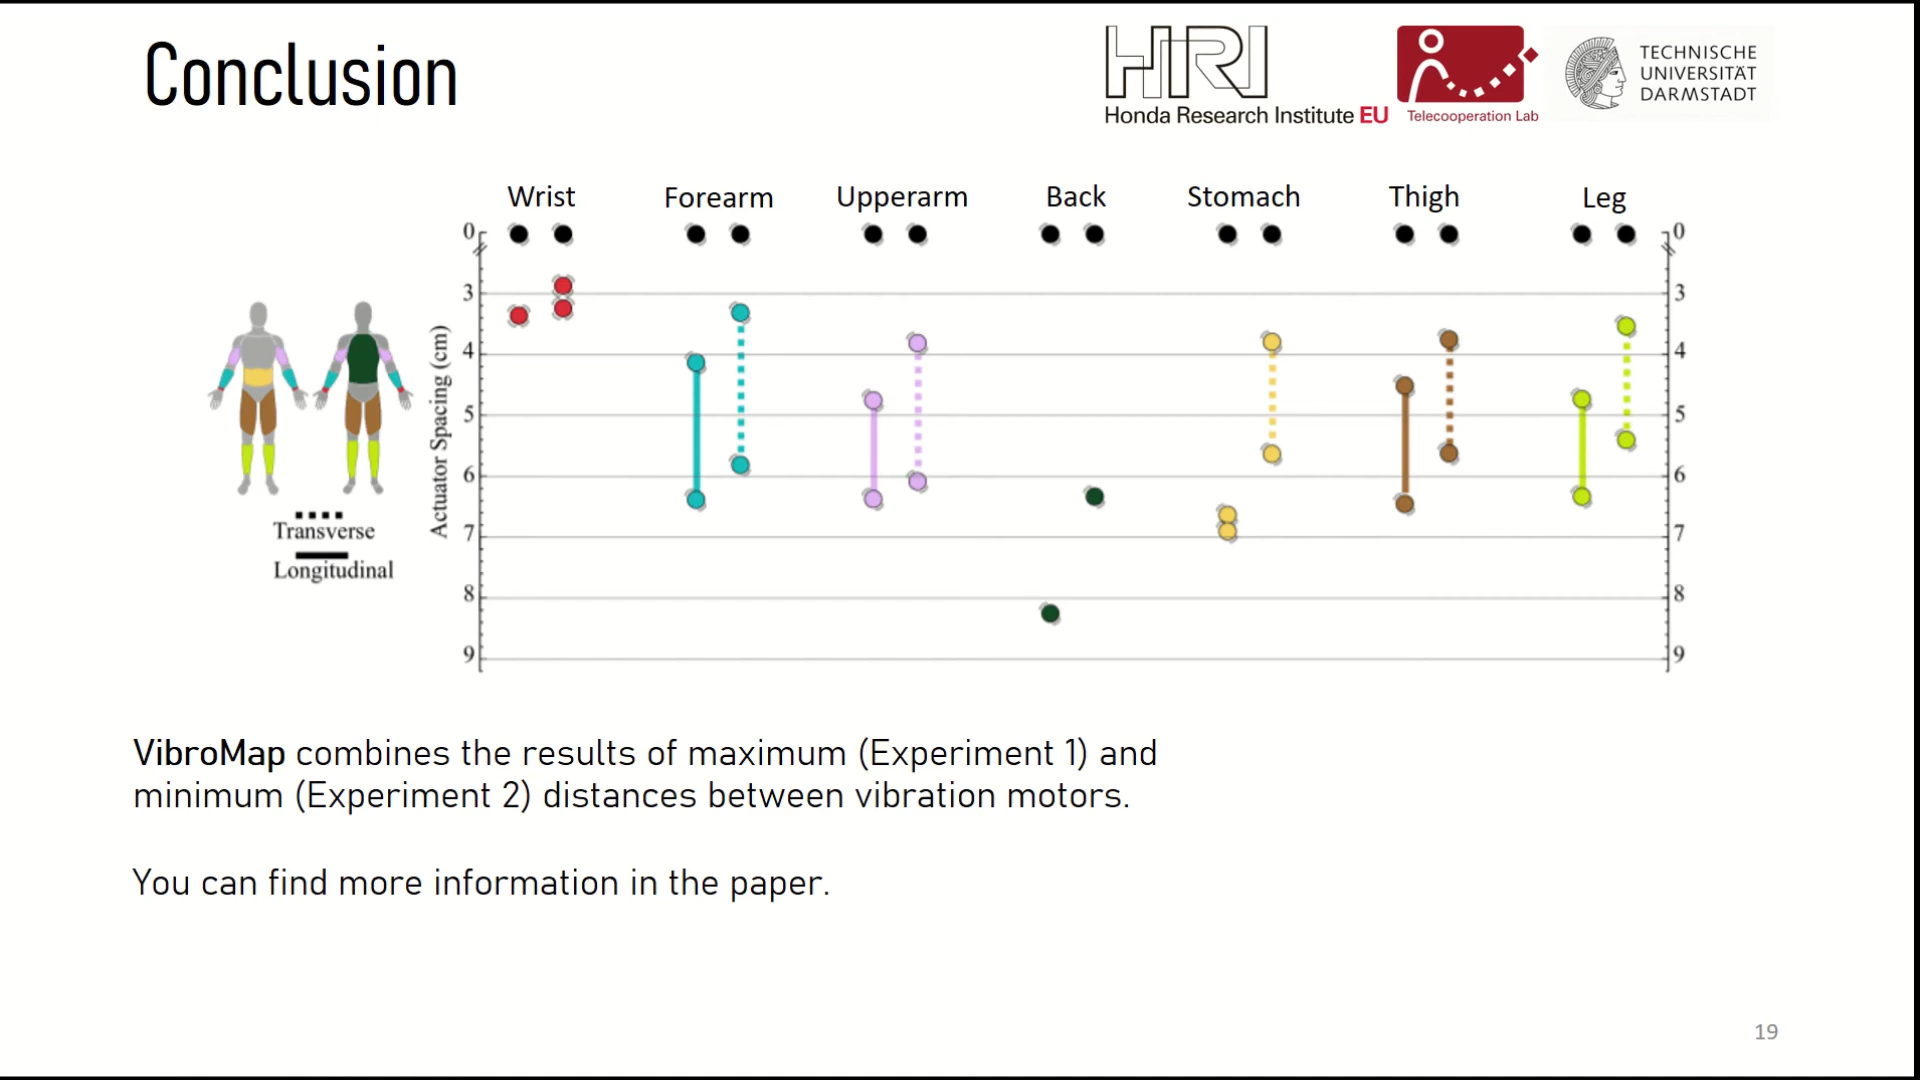 Conclusion
HRI
Honda Research Institute EU
Telecooperation Lab
TECHNISCHE
UNIVERSITÄT
DARMSTADT
Wrist Forearm Upperarm Back Stomach Thigh Leg
0 0
3 3
4 4
5 5
6 6
7 7
8 8
9 9
Actuator Spacing (cm)
Transverse
Longitudinal
VibroMap combines the results of maximum (Experiment 1) and
minimum (Experiment 2) distances between vibration motors.
You can find more information in the paper.
19